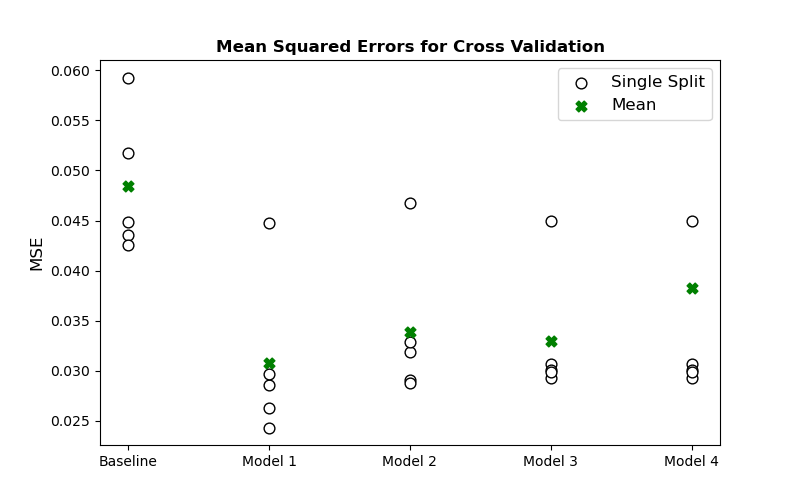 Mean Squared Errors for Cross Validation
Single Split
Mean
MSE
0.060
0.055
0.050
0.045
0.040
0.035
0.030
0.025
Baseline
Model 1
Model 2
Model 3
Model 4